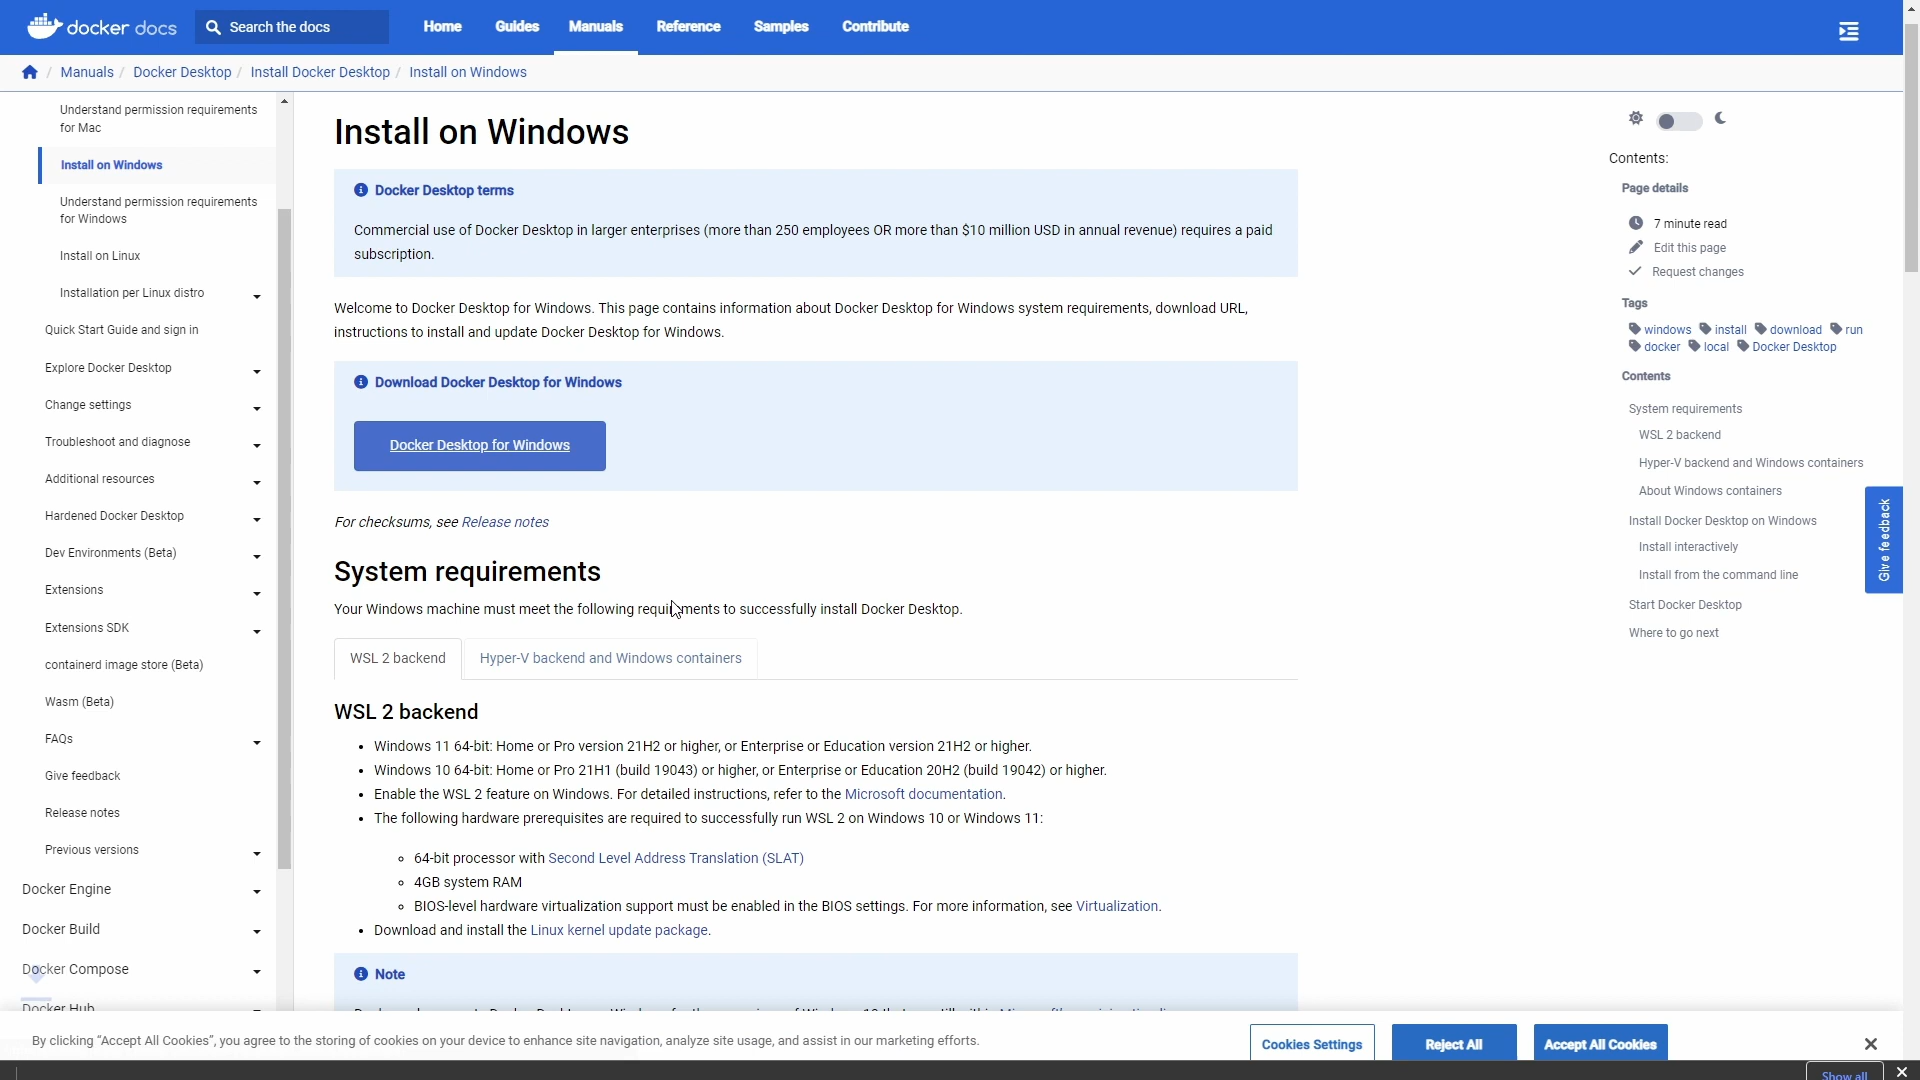 docker docs
Search the docs
Home
Guides
Manuals
Reference
Samples
Contribute
/ Manuals / Docker Desktop / Install Docker Desktop / Install on Windows
Understand permission requirements
for Mac
Install on Windows
Understand permission requirements
for Windows
Install on Linux
Installation per Linux distro
Quick Start Guide and sign in
Explore Docker Desktop
Change settings
Troubleshoot and diagnose
Additional resources
Hardened Docker Desktop
Dev Environments (Beta)
Extensions
Extensions SDK
containerd image store (Beta)
Wasm (Beta)
FAQs
Give feedback
Release notes
Previous versions
Docker Engine
Docker Build
Docker Compose
Docker Hub
Install on Windows
Docker Desktop terms
Commercial use of Docker Desktop in larger enterprises (more than 250 employees OR more than $10 million USD in annual revenue) requires a paid
subscription.
Welcome to Docker Desktop for Windows. This page contains information about Docker Desktop for Windows system requirements, download URL,
instructions to install and update Docker Desktop for Windows.
Download Docker Desktop for Windows
Docker Desktop for Windows
For checksums, see Release notes
System requirements
Your Windows machine must meet the following requirements to successfully install Docker Desktop.
WSL 2 backend
Hyper-V backend and Windows containers
WSL 2 backend
• Windows 11 64-bit: Home or Pro version 21H2 or higher, or Enterprise or Education version 21H2 or higher.
• Windows 10 64-bit: Home or Pro 21H1 (build 19043) or higher, or Enterprise or Education 20H2 (build 19042) or higher.
• Enable the WSL 2 feature on Windows. For detailed instructions, refer to the Microsoft documentation.
• The following hardware prerequisites are required to successfully run WSL 2 on Windows 10 or Windows 11:
◦ 64-bit processor with Second Level Address Translation (SLAT)
◦ 4GB system RAM
◦ BIOS-level hardware virtualization support must be enabled in the BIOS settings. For more information, see Virtualization.
• Download and install the Linux kernel update package.
Note
Contents:
Page details
7 minute read
Edit this page
Request changes
Tags
windows install download run
docker local Docker Desktop
Contents
System requirements
WSL 2 backend
Hyper-V backend and Windows containers
About Windows containers
Install Docker Desktop on Windows
Install interactively
Install from the command line
Start Docker Desktop
Where to go next
Give feedback
By clicking “Accept All Cookies”, you agree to the storing of cookies on your device to enhance site navigation, analyze site usage, and assist in our marketing efforts.
Cookies Settings
Reject All
Accept All Cookies
Show all